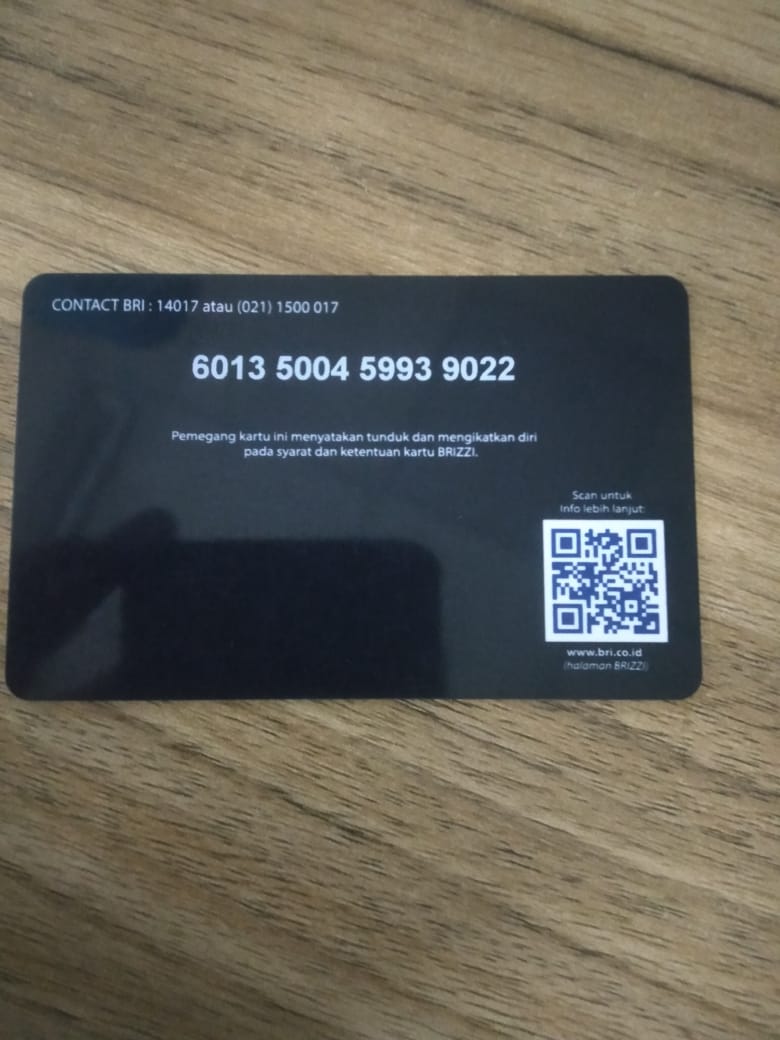 CONTACT BRI : 14017 atau (021) 1500 017
6013 5004 5993 9022
Pemegang kartu ini menyatakan tunduk dan mengikatkan diri
pada syarat dan ketentuan kartu BRIZZI.
Scan untuk
Info lebih lanjut:
www.bri.co.id
(halaman BRIZZI)